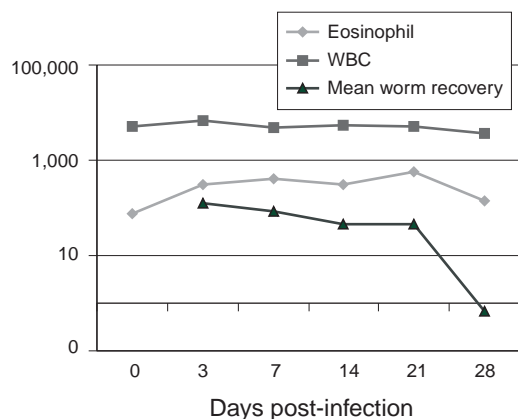 Eosinophil
WBC
Mean worm recovery
100,000
1,000
10
0
0 3 7 14 21 28
Days post-infection